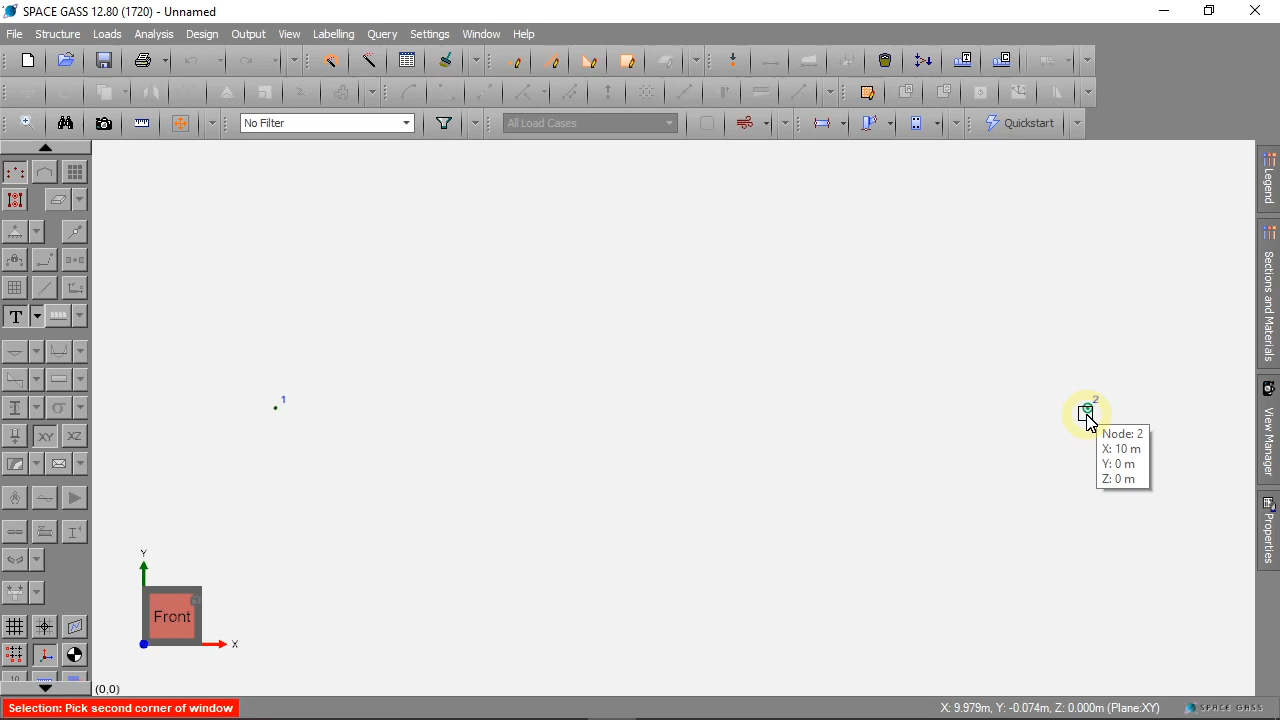 SPACE GASS 12.80 (1720) - Unnamed
File Structure Loads Analysis Design Output View Labelling Query Settings Window Help
No Filter
All Load Cases
Quickstart
Legend
Sections and Materials
View Manager
Properties
T
XY
XZ
1
2
Node: 2
X: 10 m
Y: 0 m
Z: 0 m
Y
Front
X
(0,0)
Selection: Pick second corner of window
X: 9.979m, Y: -0.074m, Z: 0.000m (Plane:XY)
SPACE GASS